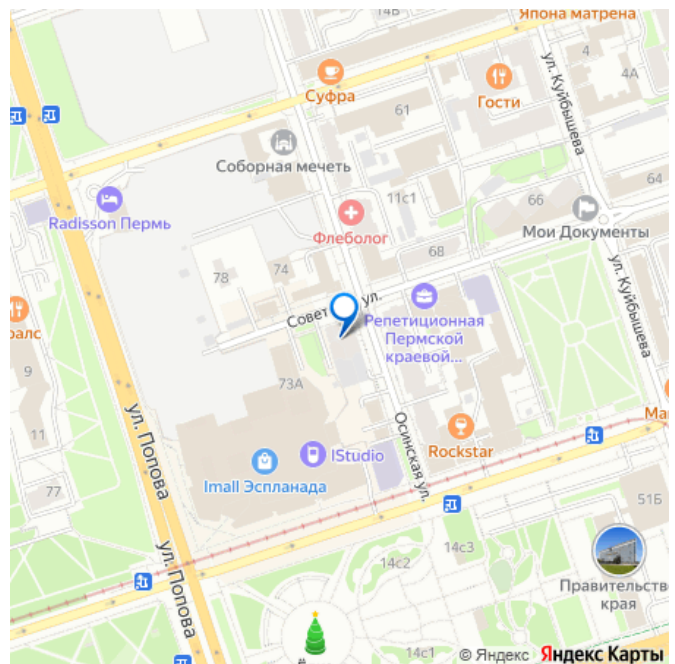 Япона матрена
14Б
4
4А
ул. Куйбышева
Суфра
61
Гости
Соборная мечеть
11с1
66
64
Radisson Пермь
Флеболог
Мои Документы
68
78
74
Совет
ул.
ул. Куйбышева
Репетиционная
Пермской
краевой...
ралс
9
73А
11
ул. Попова
Осинская ул.
Ма
IStudio
Rockstar
Imall Эспланада
77
51Б
ул. Попова
14с3
14с2
Правительств
края
14с1
© Яндекс Яндекс Карты